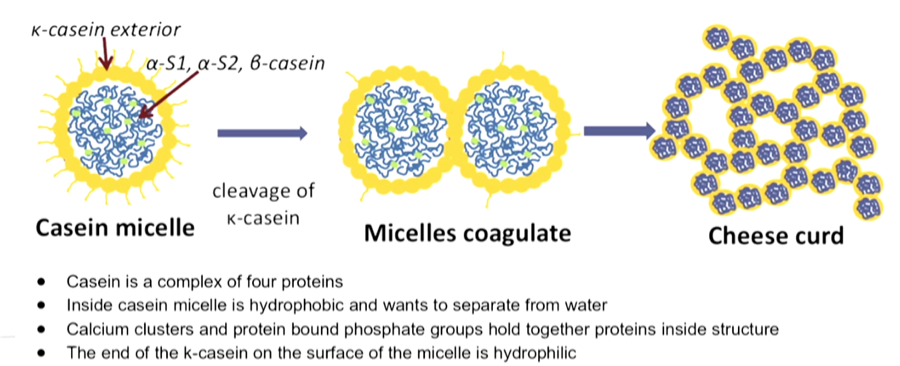 κ-casein exterior
α-S1, α-S2, β-casein
cleavage of
κ-casein
Casein micelle
Micelles coagulate
Cheese curd
• Casein is a complex of four proteins
• Inside casein micelle is hydrophobic and wants to separate from water
• Calcium clusters and protein bound phosphate groups hold together proteins inside structure
• The end of the k-casein on the surface of the micelle is hydrophilic